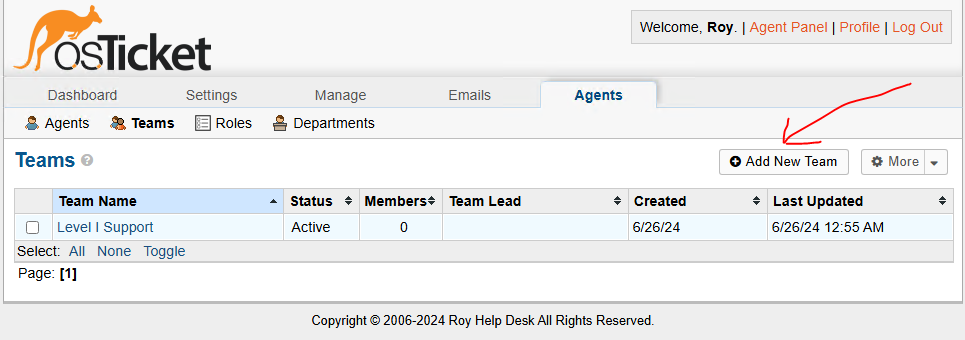 osTicket
Welcome, Roy. | Agent Panel | Profile | Log Out
Dashboard Settings Manage Emails Agents
Agents Teams Roles Departments
Teams ? Add New Team More
Team Name Status Members Team Lead Created Last Updated
Level I Support Active 0 6/26/24 6/26/24 12:55 AM
Select: All None Toggle
Page: [1]
Copyright © 2006-2024 Roy Help Desk All Rights Reserved.